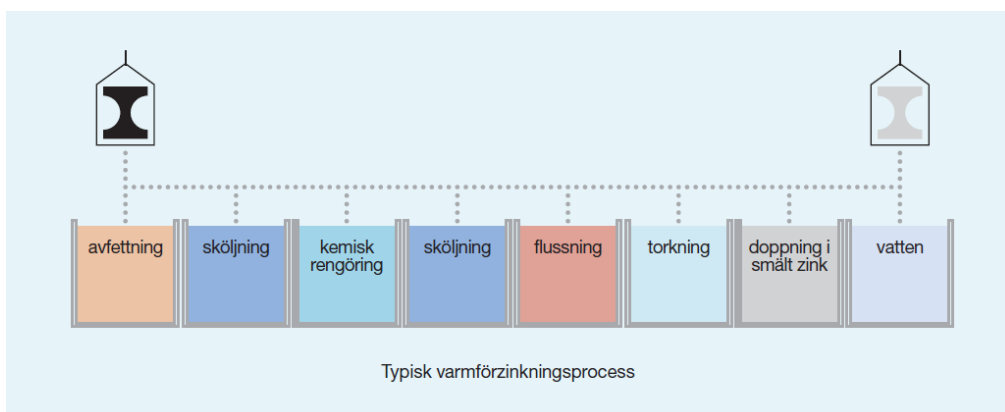 avfettning
sköljning
kemisk
rengöring
sköljning
flussning
torkning
doppning i
smält zink
vatten
Typisk varmförzinkningsprocess